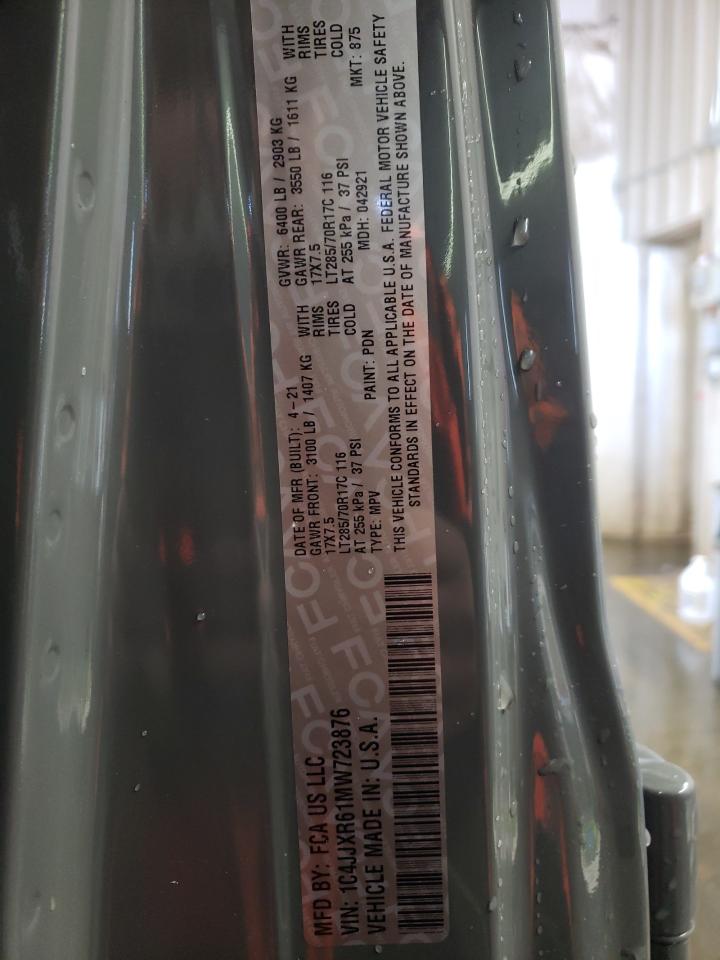 MFD BY: FCA US LLC
VIN: 1C4JJXR61MW723876
VEHICLE MADE IN: U.S.A.
DATE OF MFR (BUILT): 4-21 GVWR: 6400 LB / 2903 KG
GAWR FRONT: 3100 LB / 1407 KG WITH GAWR REAR: 3550 LB / 1611 KG WITH
17X7.5 RIMS 17X7.5 RIMS
LT285/70R17C 116 TIRES LT285/70R17C 116 TIRES
AT 255 kPa / 37 PSI COLD AT 255 kPa / 37 PSI COLD
TYPE: MPV PAINT: PDN MDH: 042921 MKT: 875
THIS VEHICLE CONFORMS TO ALL APPLICABLE U.S.A. FEDERAL MOTOR VEHICLE SAFETY
STANDARDS IN EFFECT ON THE DATE OF MANUFACTURE SHOWN ABOVE.